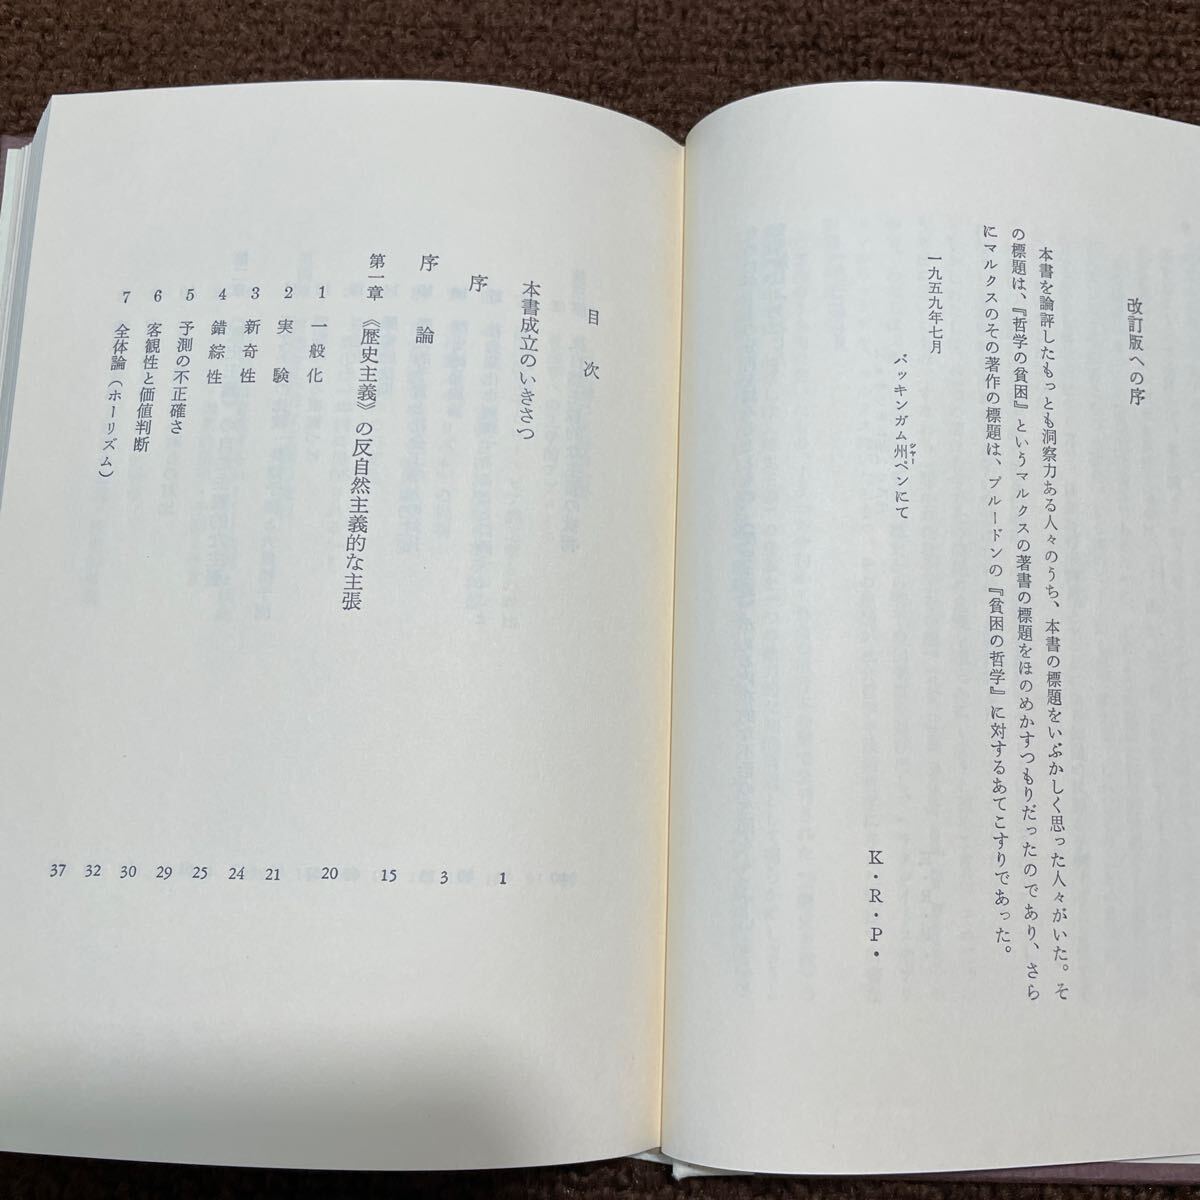 改訂版への序
本書を論評したもっとも洞察力ある人々のうち、本書の標題をいぶかしく思った人々がいた。そ
の標題は、『哲学の貧困』というマルクスの著書の標題をほのめかすつもりだったのであり、さら
にマルクスのその著作の標題は、プルードンの『貧困の哲学』に対するあてこすりであった。
一九五九年七月
シャー
バッキンガム州ペンにて
K・R・P・
目次
本書成立のいきさつ 1
序 3
序論 15
第一章 《歴史主義》の反自然主義的な主張 20
1 一般化 21
2 実験 24
3 新奇性 25
4 錯綜性 29
5 予測の不正確さ 30
6 客観性と価値判断 32
7 全体論（ホーリズム） 37